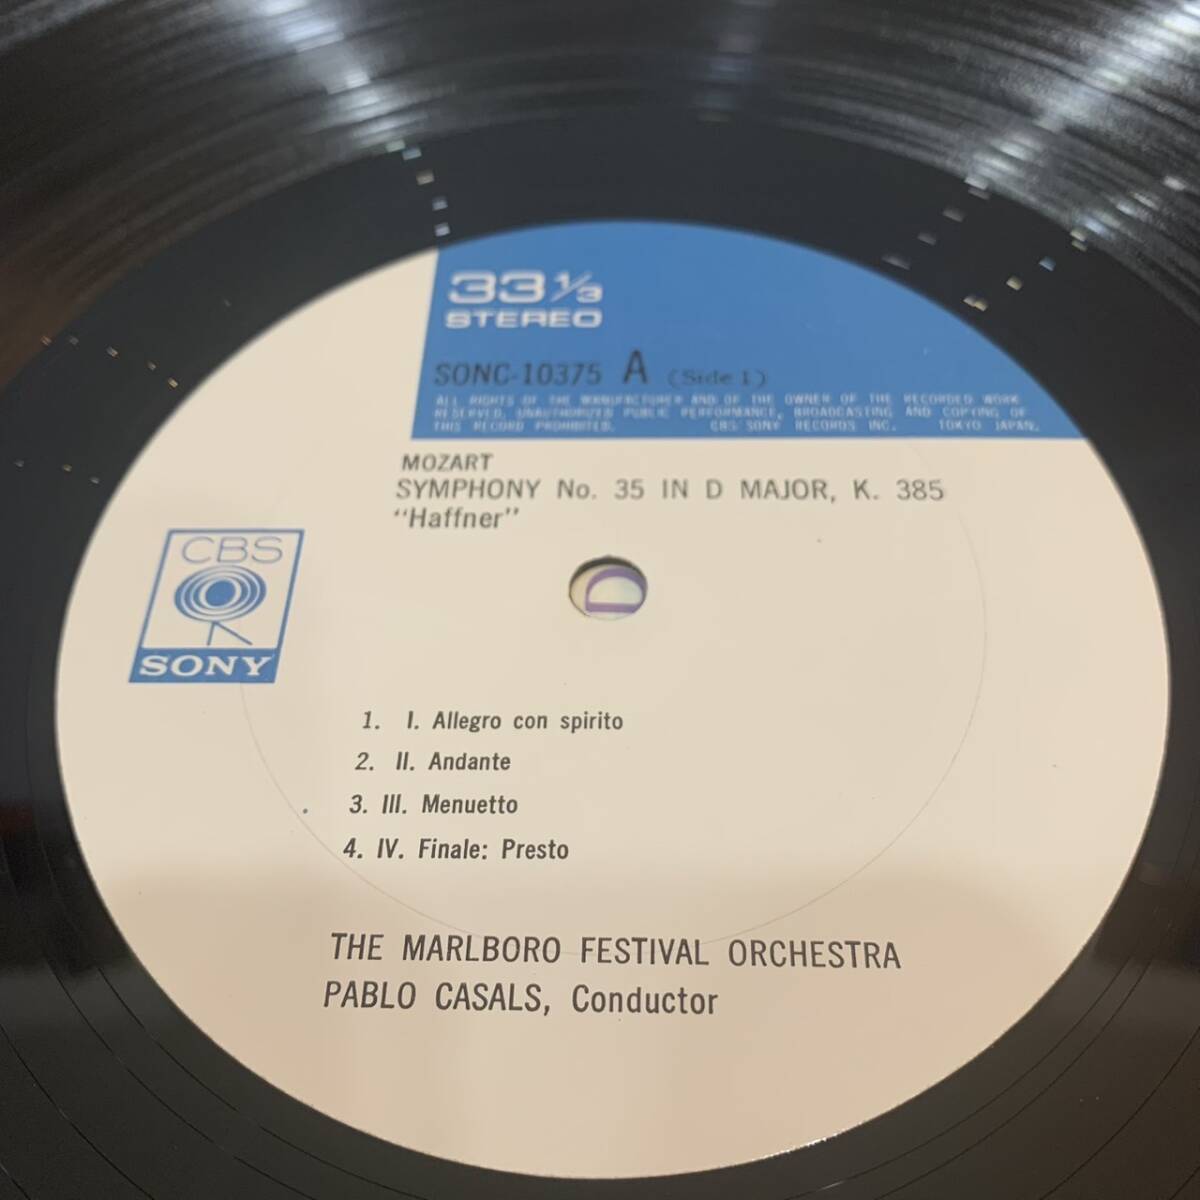 33 1/3
STEREO
SONC-10375 A (Side 1)
ALL RIGHTS OF THE MANUFACTURER AND OF THE OWNER OF THE RECORDED WORK
RESERVED, UNAUTHORIZED PUBLIC PERFORMANCE, BROADCASTING AND COPYING OF
THIS RECORD PROHIBITED. CBS/SONY RECORDS INC. TOKYO JAPAN.
MOZART
SYMPHONY No. 35 IN D MAJOR, K. 385
"Haffner"
CBS
SONY
1. I. Allegro con spirito
2. II. Andante
3. III. Menuetto
4. IV. Finale: Presto
THE MARLBORO FESTIVAL ORCHESTRA
PABLO CASALS, Conductor